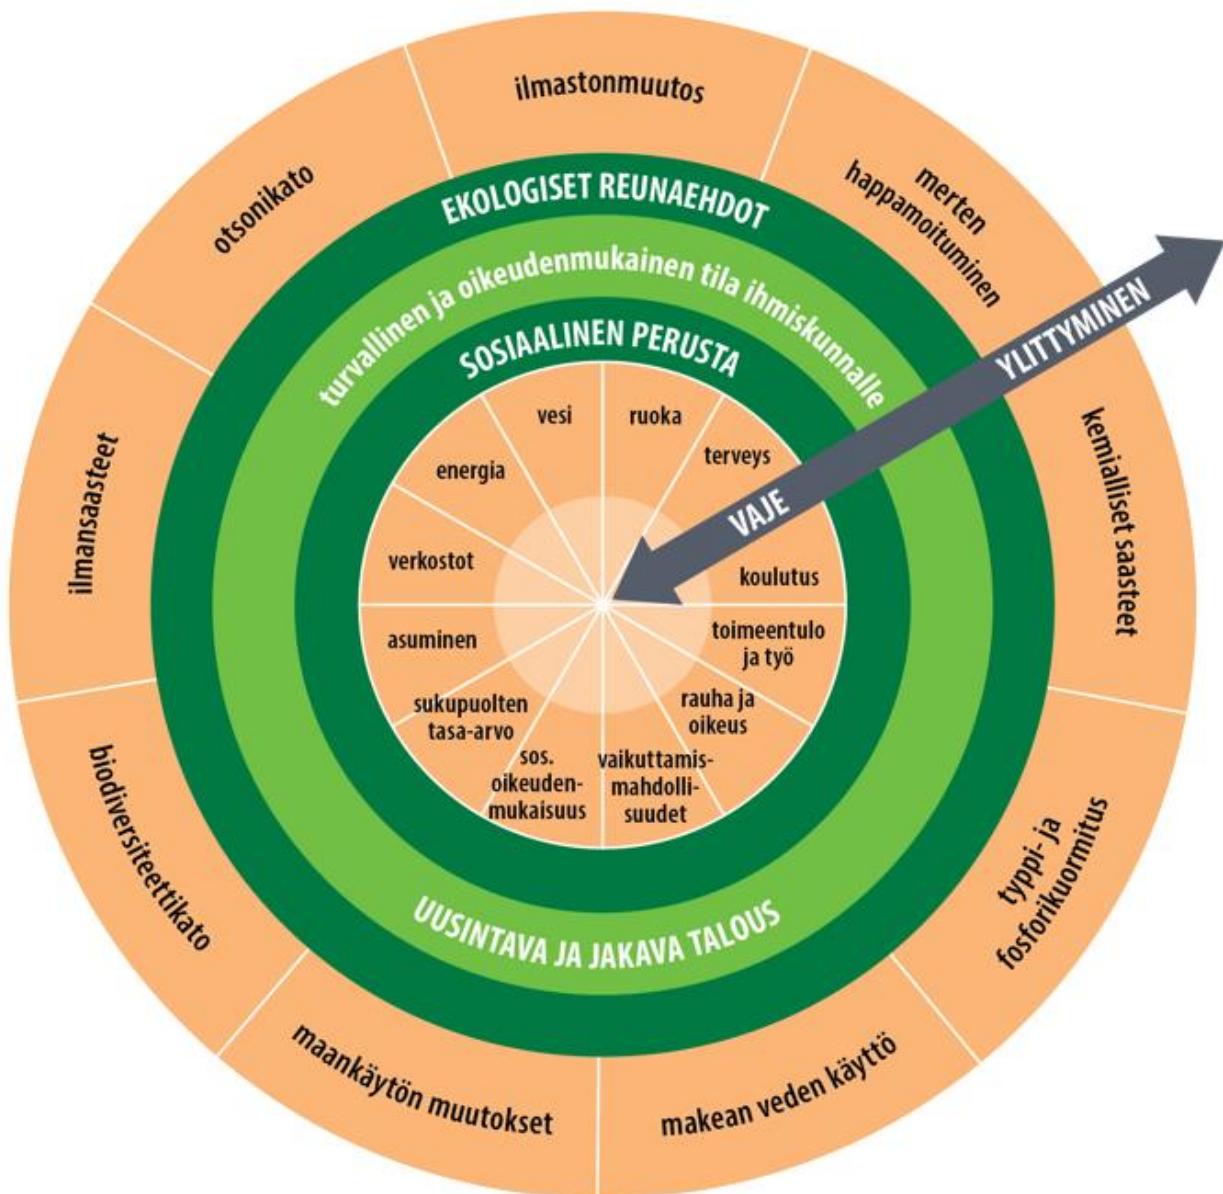 ilmastonmuutos
merten
happamoituminen
kemialliset saasteet
typpi- ja
fosforikuormitus
makean veden käyttö
maankäytön muutokset
biodiversiteettikato
ilmansaasteet
otsonikato
EKOLOGISET REUNAEHDOT
turvallinen ja oikeudenmukainen tila ihmiskunnalle
SOSIAALINEN PERUSTA
YLITTYMINEN
VAJE
vesi
ruoka
terveys
koulutus
toimeentulo
ja työ
rauha ja
oikeus
vaikuttamis-
mahdolli-
suudet
sos.
oikeuden-
mukaisuus
sukupuolten
tasa-arvo
asuminen
verkostot
energia
UUSINTAVA JA JAKAVA TALOUS